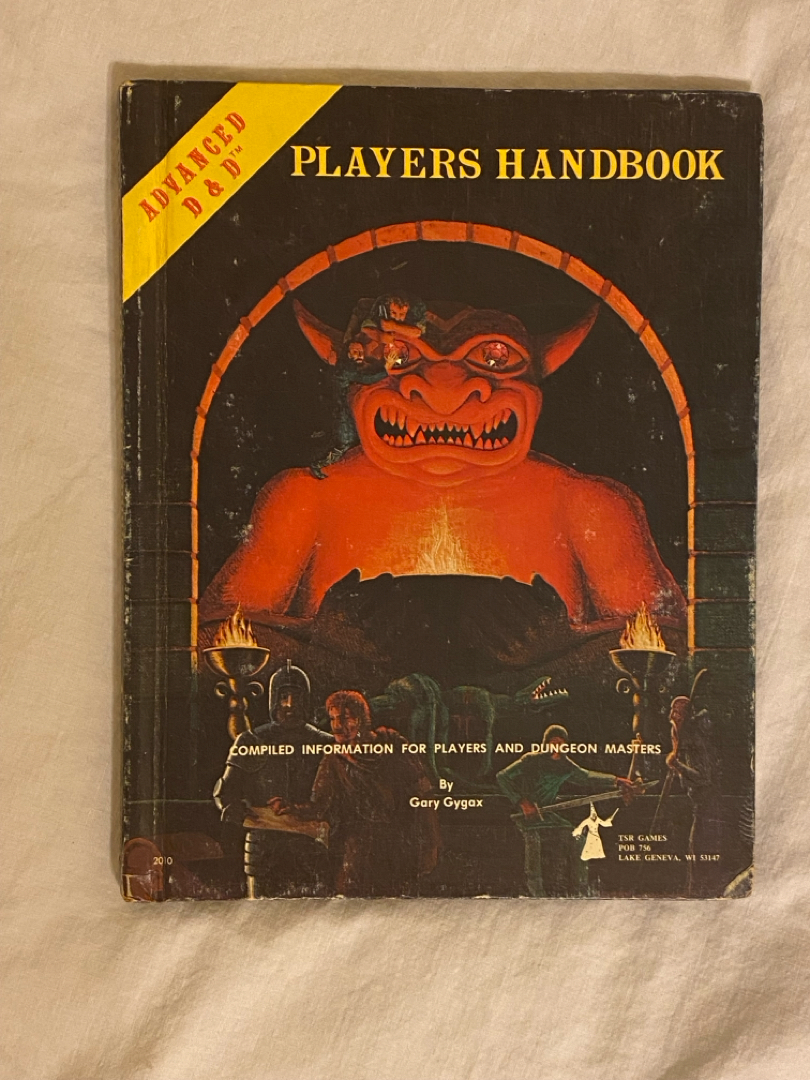 ADVANCED
D & D™
PLAYERS HANDBOOK
COMPILED INFORMATION FOR PLAYERS AND DUNGEON MASTERS
By
Gary Gygax
TSR GAMES
POB 756
LAKE GENEVA, WI 53147
2010